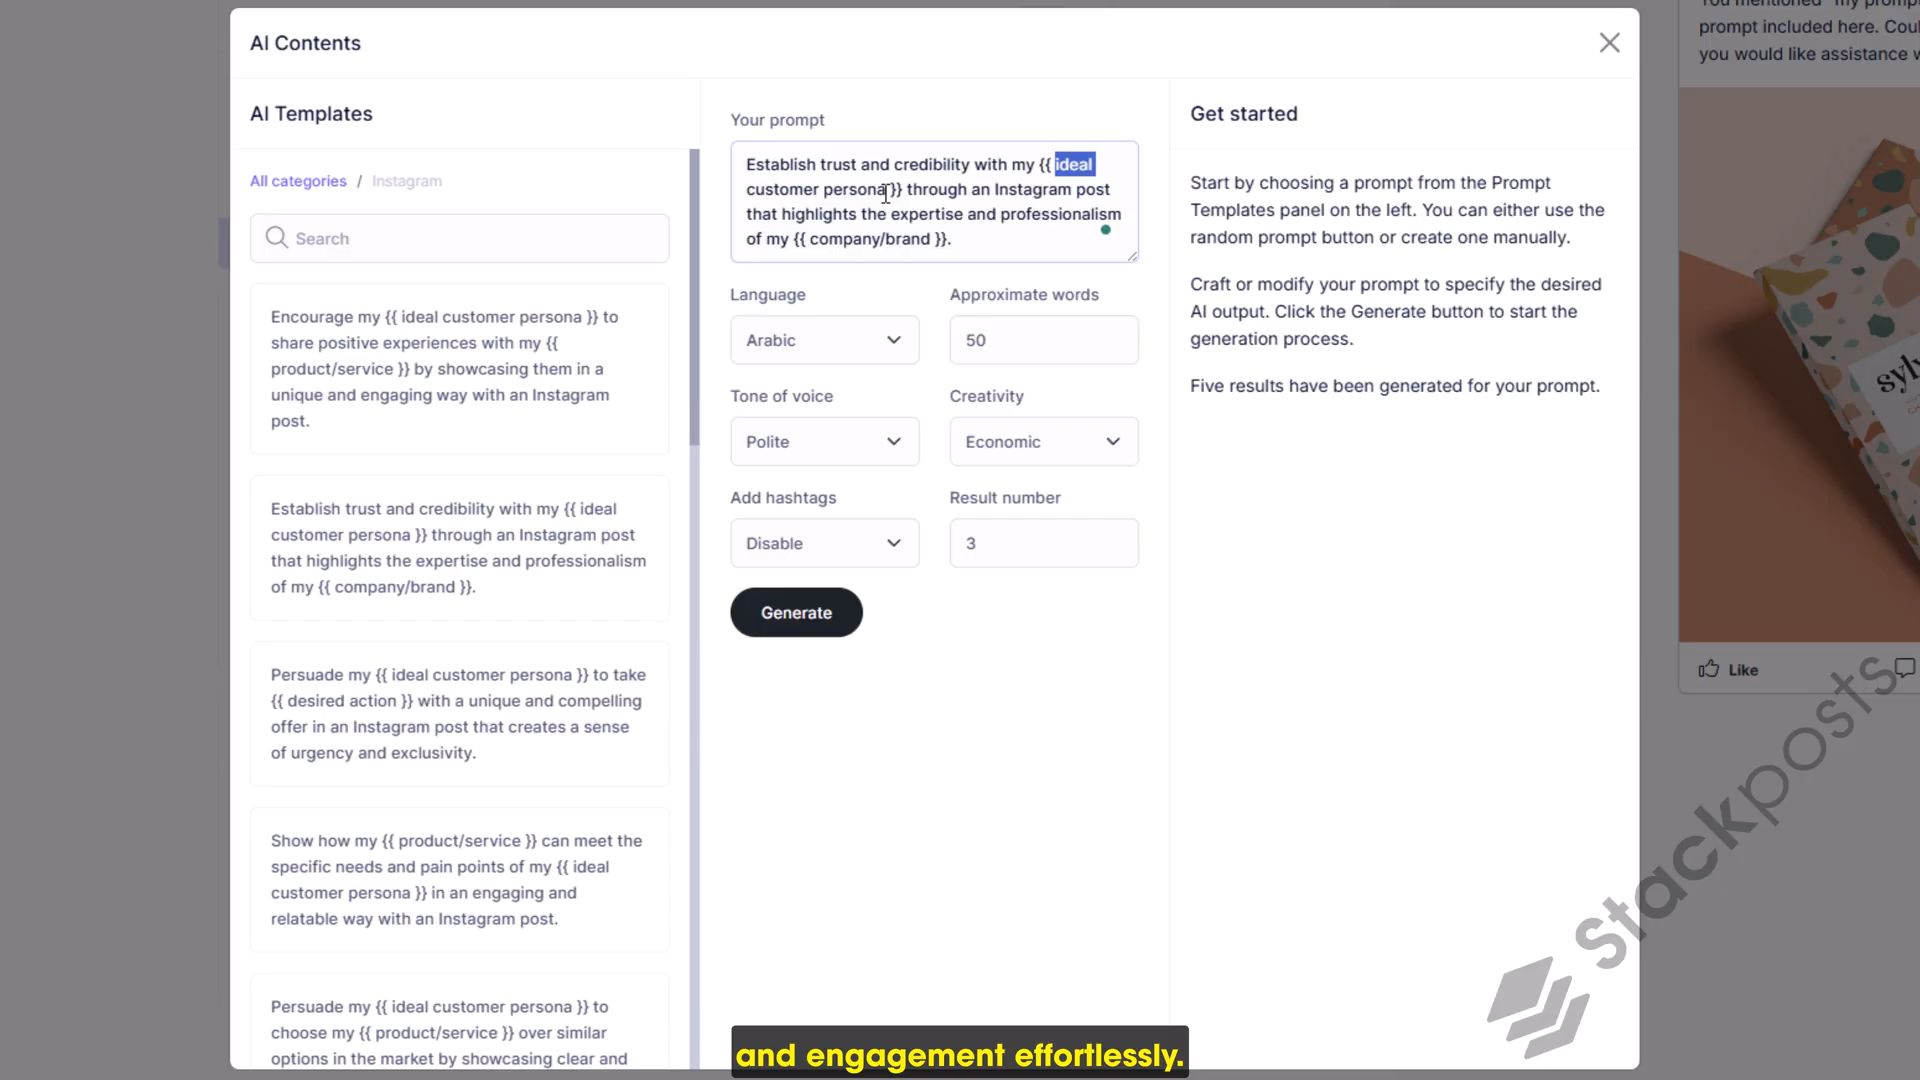 AI Contents
AI Templates
All categories / Instagram
Search
Encourage my {{ ideal customer persona }} to
share positive experiences with my {{
product/service }} by showcasing them in a
unique and engaging way with an Instagram
post.
Establish trust and credibility with my {{ ideal
customer persona }} through an Instagram post
that highlights the expertise and professionalism
of my {{ company/brand }}.
Persuade my {{ ideal customer persona }} to take
{{ desired action }} with a unique and compelling
offer in an Instagram post that creates a sense
of urgency and exclusivity.
Show how my {{ product/service }} can meet the
specific needs and pain points of my {{ ideal
customer persona }} in an engaging and
relatable way with an Instagram post.
Persuade my {{ ideal customer persona }} to
choose my {{ product/service }} over similar
options in the market by showcasing clear and
Your prompt
Establish trust and credibility with my {{ ideal
customer persona }} through an Instagram post
that highlights the expertise and professionalism
of my {{ company/brand }}.
Language
Approximate words
Arabic
50
Tone of voice
Creativity
Polite
Economic
Add hashtags
Result number
Disable
3
Generate
Get started
Start by choosing a prompt from the Prompt
Templates panel on the left. You can either use the
random prompt button or create one manually.
Craft or modify your prompt to specify the desired
AI output. Click the Generate button to start the
generation process.
Five results have been generated for your prompt.
prompt included here. Coul
you would like assistance w
Like
Stackposts
and engagement effortlessly.